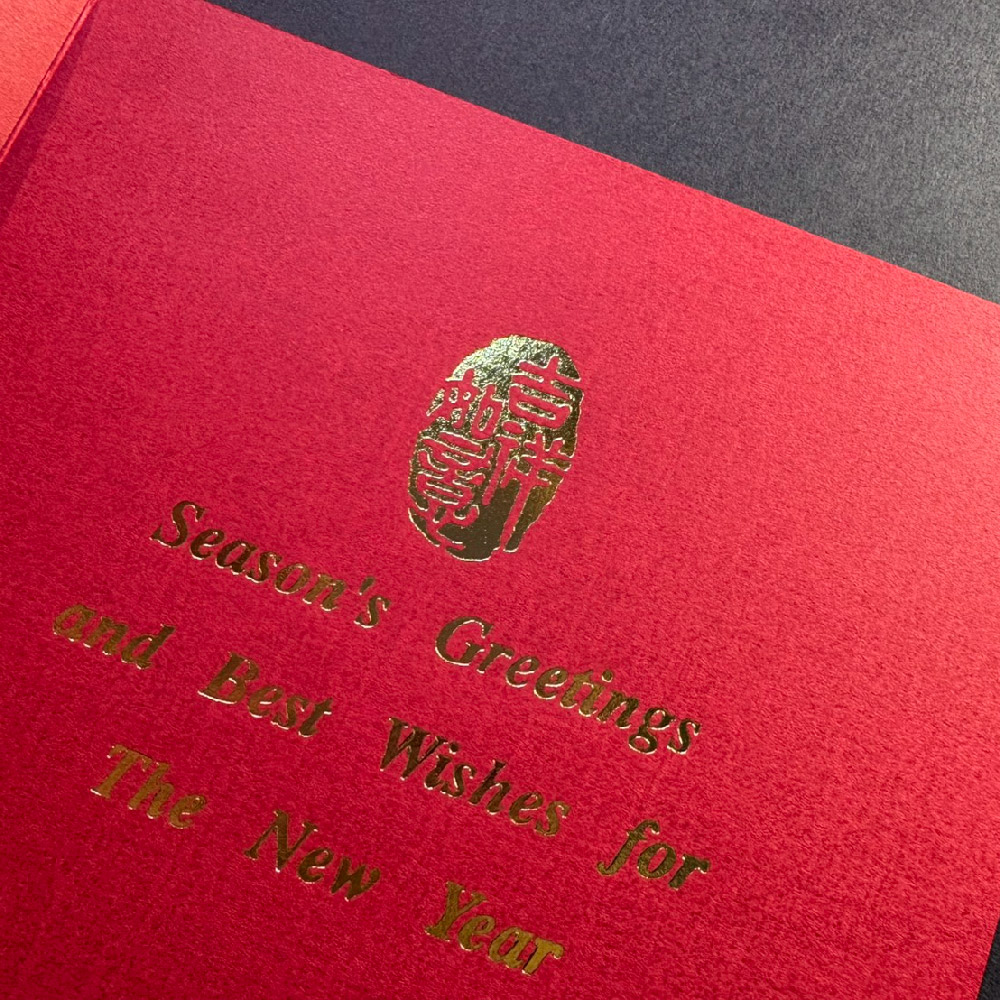 吉祥
如意
Season's Greetings
and Best Wishes for
The New Year